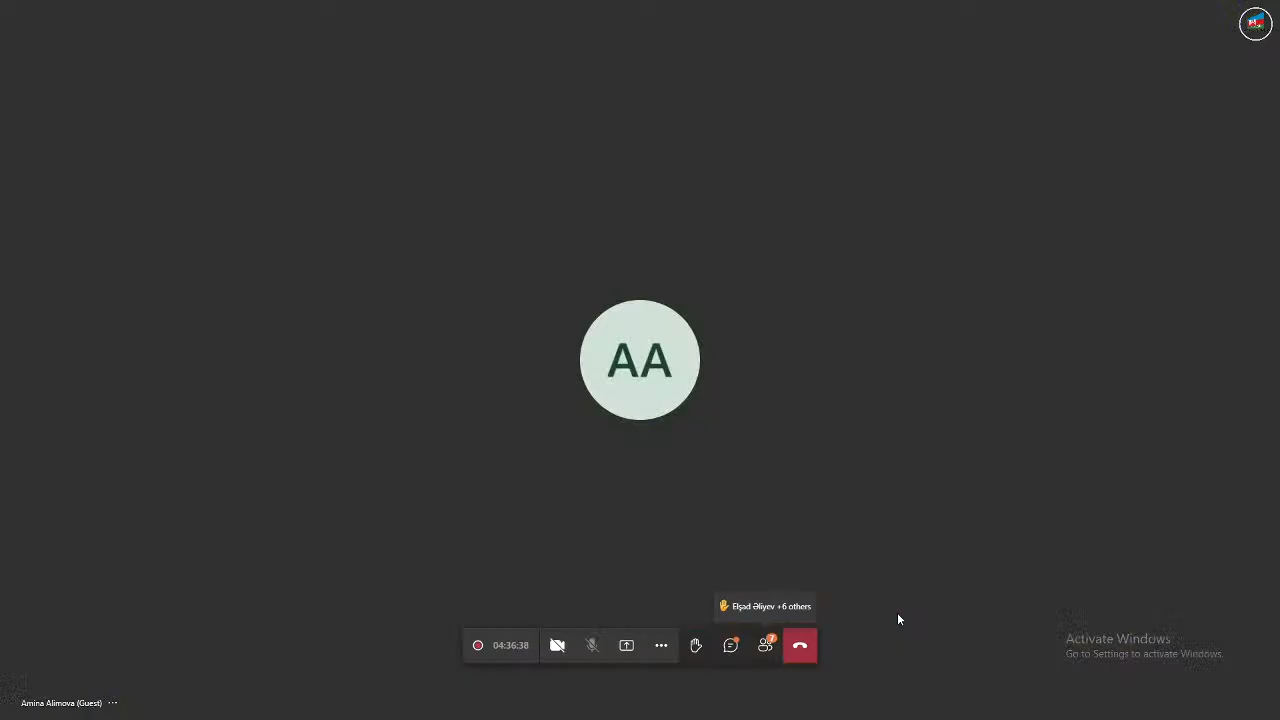 AA
Elşad Əliyev +6 others
04:36:38
7
Activate Windows
Go to Settings to activate Windows.
Amina Alimova (Guest)